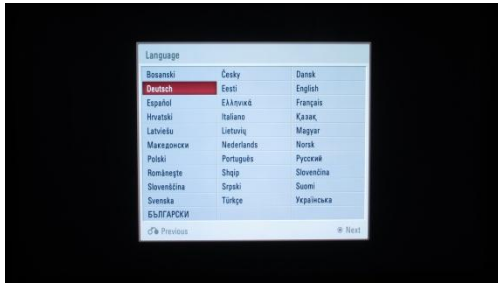 Language
Bosanski Česky Dansk
Deutsch Eesti English
Español Ελληνικά Français
Hrvatski Italiano Қазақ
Latviešu Lietuvių Magyar
Македонски Nederlands Norsk
Polski Português Русский
Româneşte Shqip Slovenčina
Slovenščina Srpski Suomi
Svenska Türkçe Українська
БЪЛГАРСКИ
Previous Next